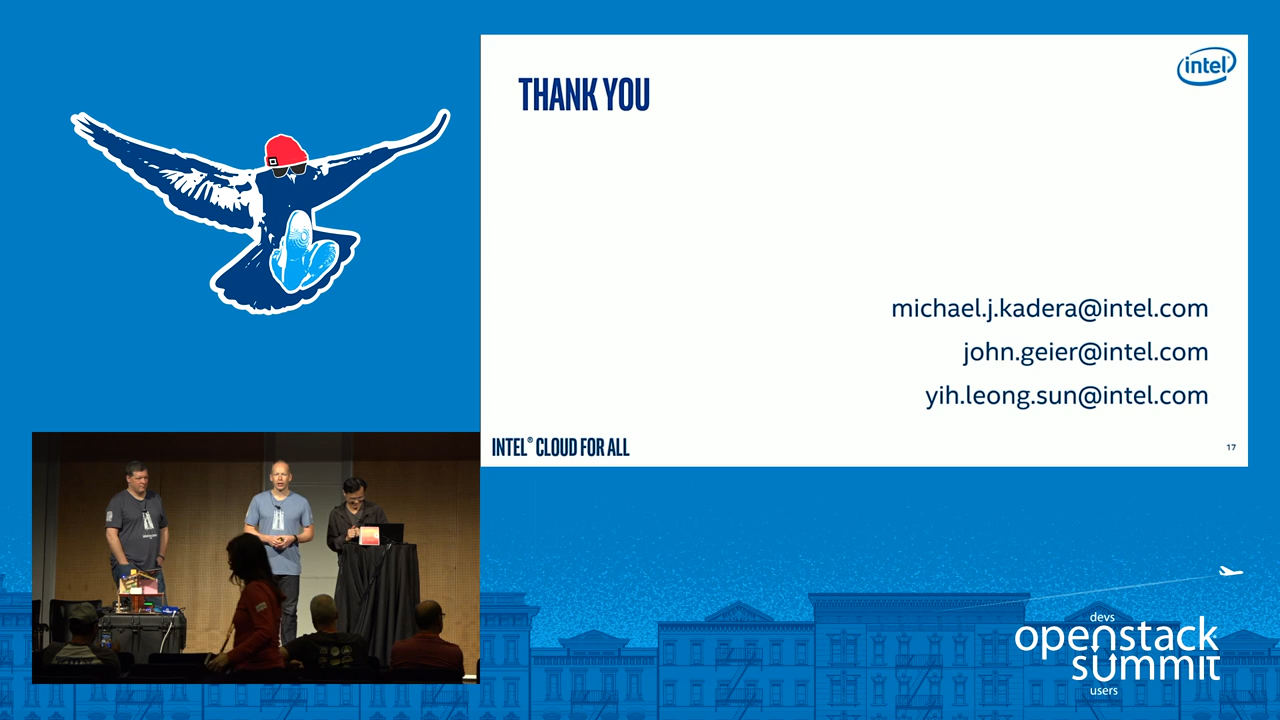 intel
THANK YOU
michael.j.kadera@intel.com
john.geier@intel.com
yih.leong.sun@intel.com
INTEL® CLOUD FOR ALL
17
devs
openstack
summit
users